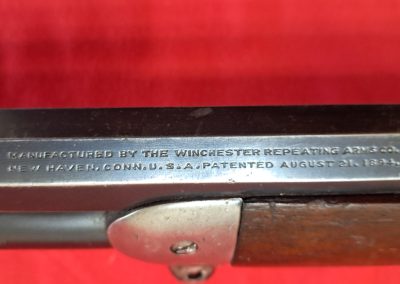 MANUFACTURED BY THE WINCHESTER REPEATING ARMS CO.
NEW HAVEN. CONN. U. S. A. PATENTED AUGUST 21. 1894.